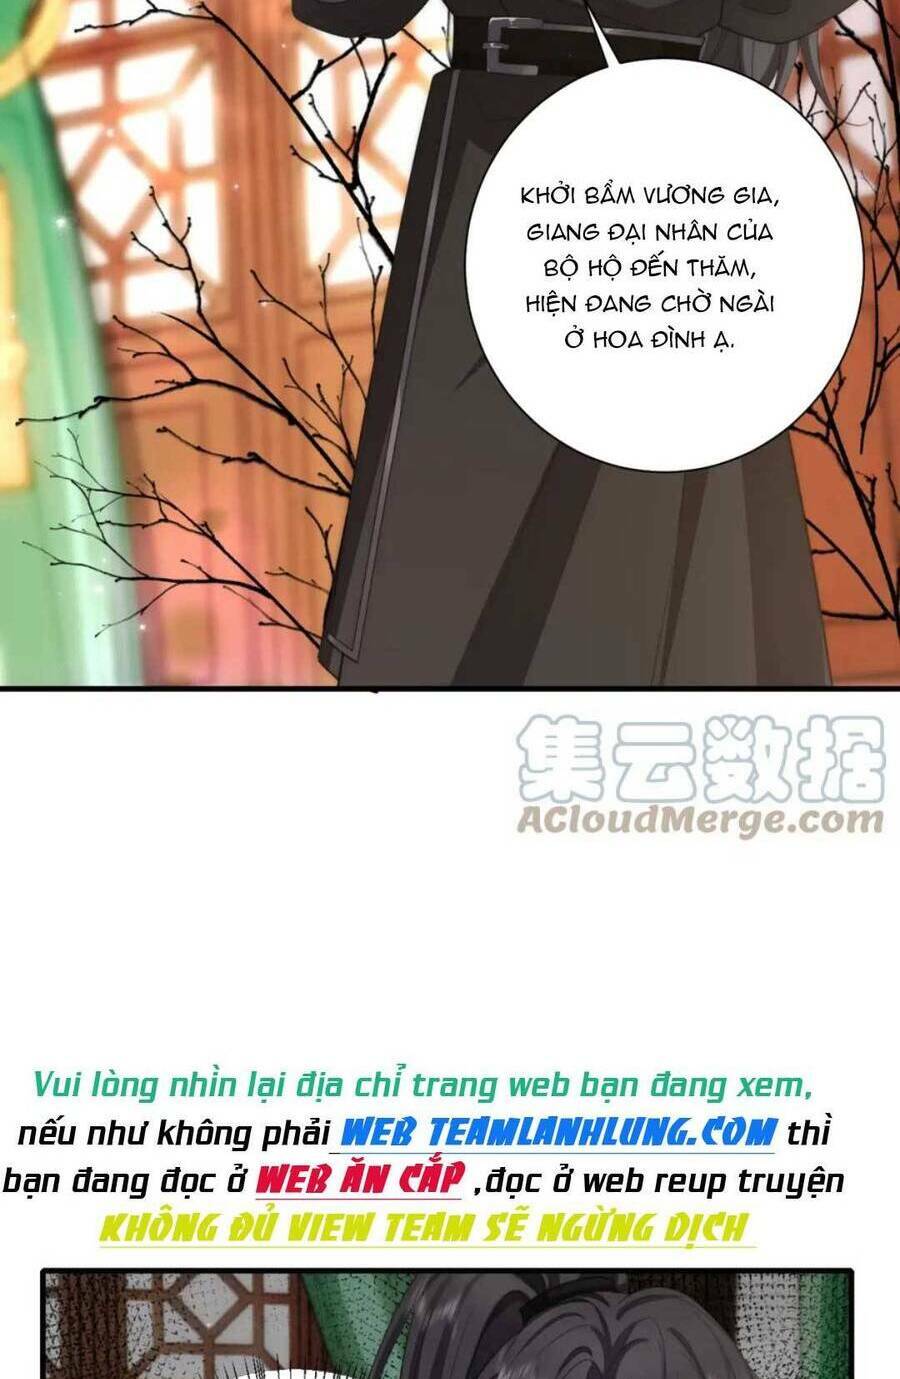 KHỞI BẨM VƯƠNG GIA,
GIANG ĐẠI NHÂN CỦA
BỘ HỘ ĐẾN THĂM,
HIỆN ĐANG CHỜ NGÀI
Ở HOA ĐÌNH Ạ.
集云数据
ACloudMerge.com
Vui lòng nhìn lại địa chỉ trang web bạn đang xem,
nếu như không phải WEB TEAMLANHLUNG.COM thì
bạn đang đọc ở WEB ĂN CẮP ,đọc ở web reup truyện
KHÔNG ĐỦ VIEW TEAM SẼ NGỪNG DỊCH